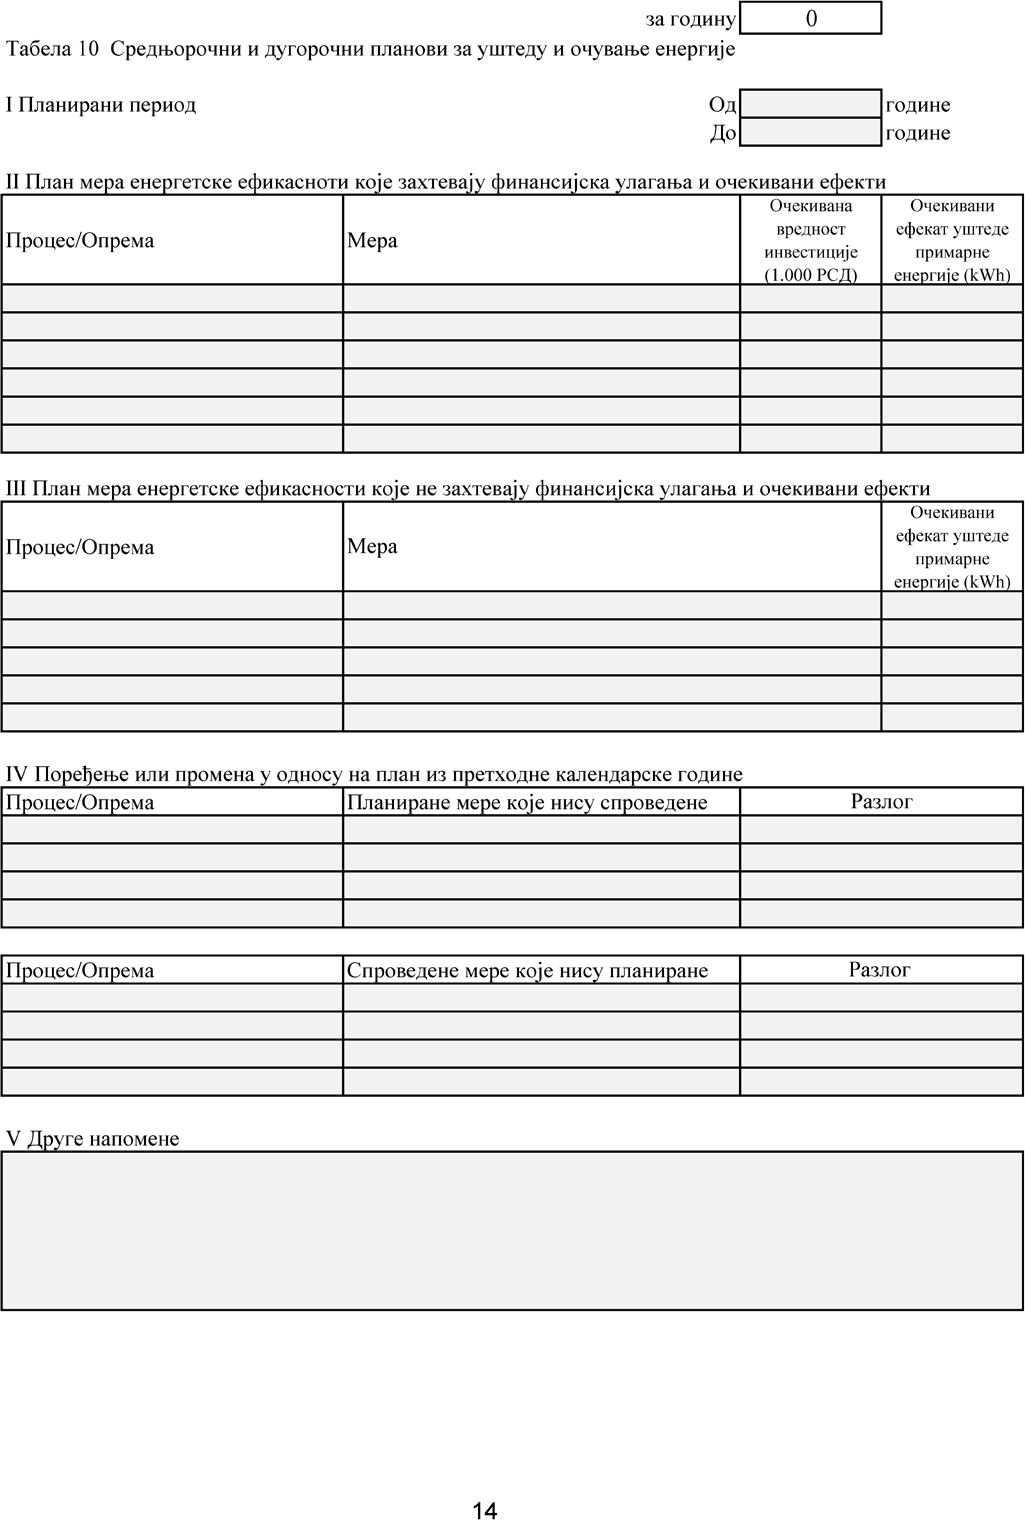 за годину 0
Табела 10 Средњорочни и дугорочни планови за уштеду и очување енергије
I Планирани период Од године
До године
II План мера енергетске ефикасноти које захтевају финансијска улагања и очекивани ефекти
Процес/Опрема Мера Очекивана вредност инвестиције (1.000 РСД) Очекивани ефекат уштеде примарне енергије (kWh)
III План мера енергетске ефикасности које не захтевају финансијска улагања и очекивани ефекти
Процес/Опрема Мера Очекивани ефекат уштеде примарне енергије (kWh)
IV Поређење или промена у односу на план из претходне календарске године
Процес/Опрема Планиране мере које нису спроведене Разлог
Процес/Опрема Спроведене мере које нису планиране Разлог
V Друге напомене
14